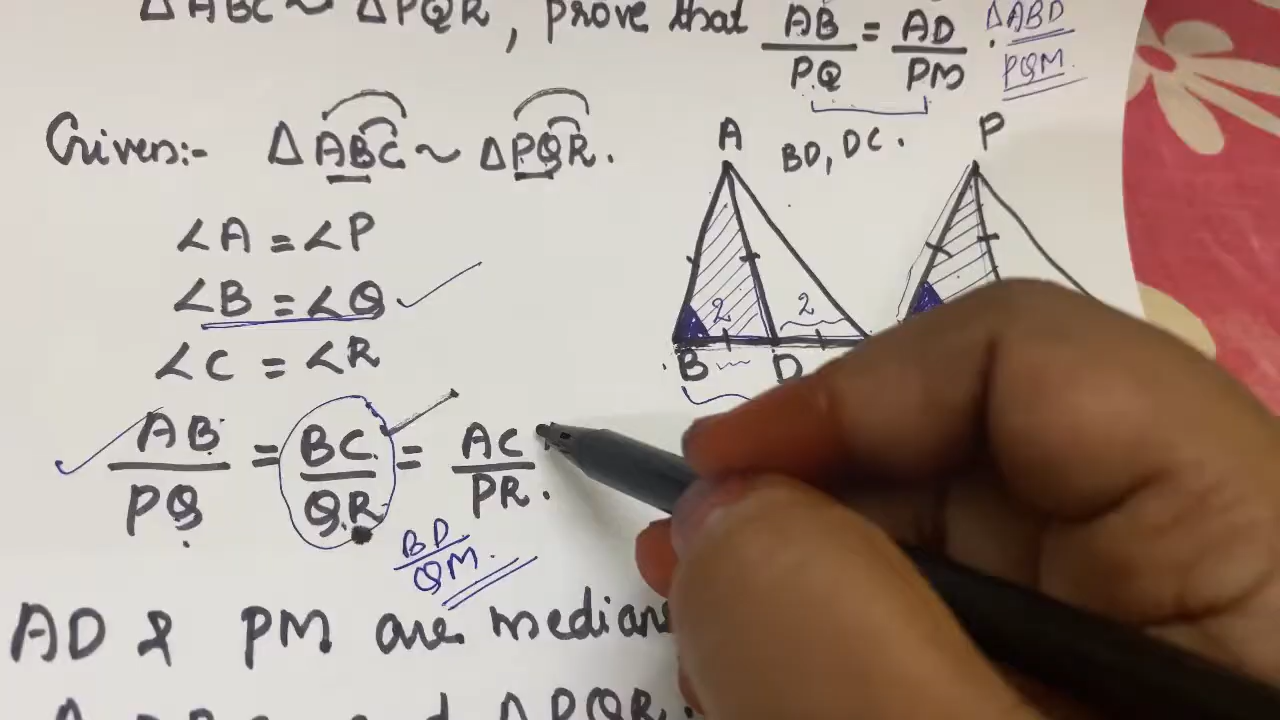 ΔABC ~ ΔPQR, prove that AB/PQ = AD/PM . ΔABD
PQM.
Given:- ΔABC ~ ΔPQR.
A
P
BD, DC.
∠A = ∠P
∠B = ∠Q
2
2
∠C = ∠R
B
D
AB/PQ = BC/QR = AC/PR.
BD/QM.
AD & PM are medians